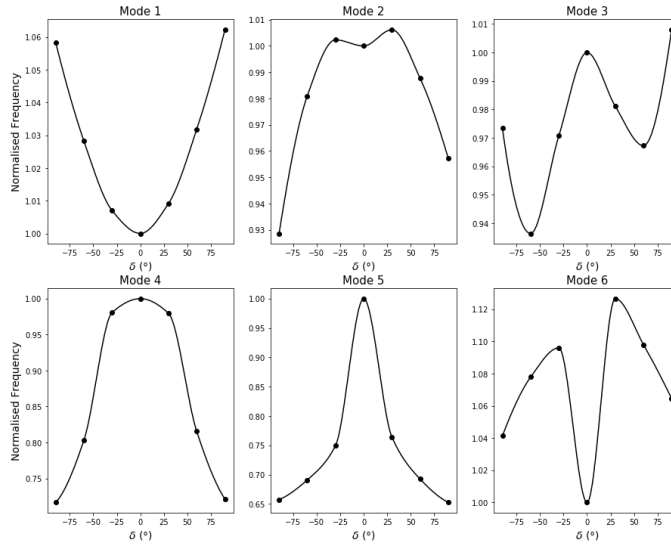 Mode 1
Mode 2
Mode 3
Normalised Frequency
1.06
1.05
1.04
1.03
1.02
1.01
1.00
−75 −50 −25 0 25 50 75
δ (°)
1.01
1.00
0.99
0.98
0.97
0.96
0.95
0.94
0.93
−75 −50 −25 0 25 50 75
δ (°)
1.01
1.00
0.99
0.98
0.97
0.96
0.95
0.94
−75 −50 −25 0 25 50 75
δ (°)
Mode 4
Mode 5
Mode 6
Normalised Frequency
1.00
0.95
0.90
0.85
0.80
0.75
−75 −50 −25 0 25 50 75
δ (°)
1.00
0.95
0.90
0.85
0.80
0.75
0.70
0.65
−75 −50 −25 0 25 50 75
δ (°)
1.12
1.10
1.08
1.06
1.04
1.02
1.00
−75 −50 −25 0 25 50 75
δ (°)